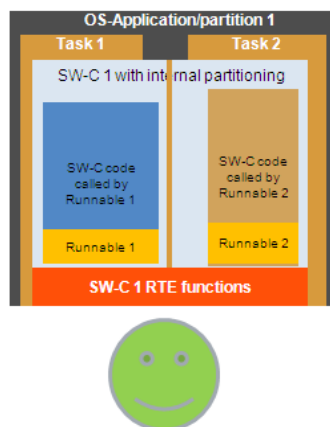 OS-Application/partition 1
Task 1
Task 2
SW-C 1 with internal partitioning
SW-C code
called by
Runnable 1
SW-C code
called by
Runnable 2
Runnable 1
Runnable 2
SW-C 1 RTE functions